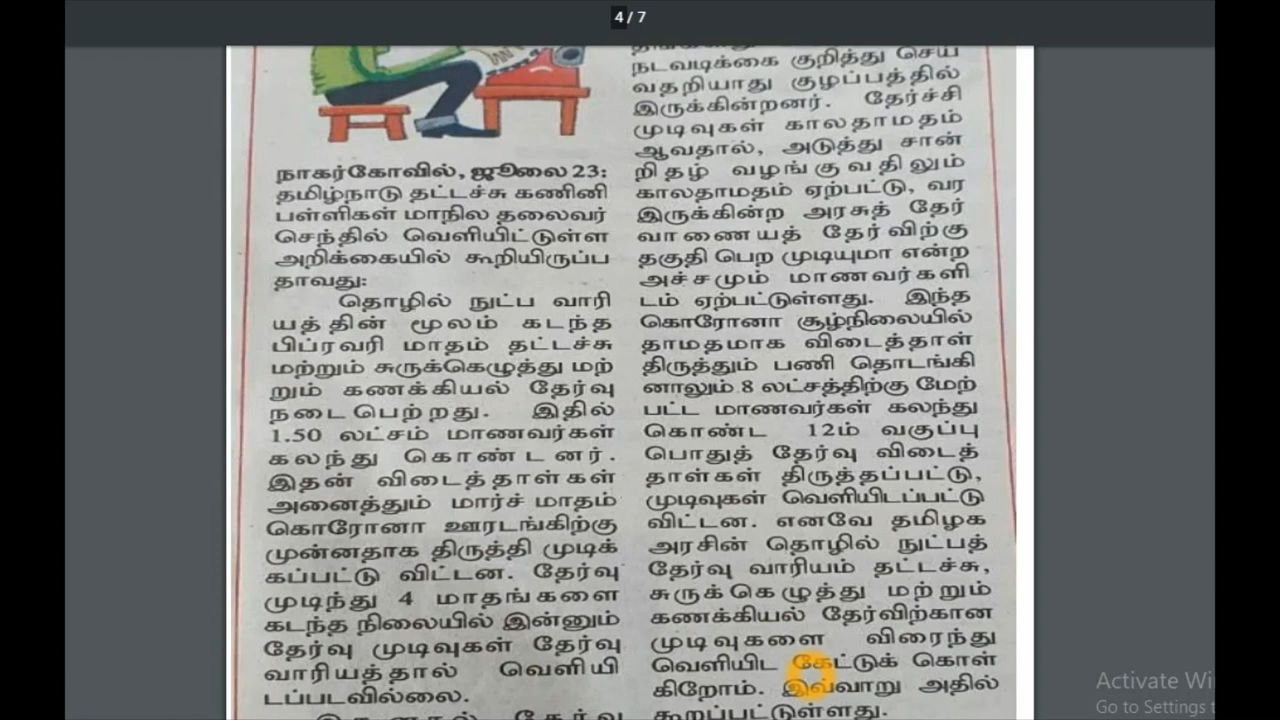 4 / 7
நாகர்கோவில், ஜூலை 23:
தமிழ்நாடு தட்டச்சு கணினி
பள்ளிகள் மாநில தலைவர்
செந்தில் வெளியிட்டுள்ள
அறிக்கையில் கூறியிருப்ப
தாவது:
தொழில் நுட்ப வாரி
யத்தின் மூலம் கடந்த
பிப்ரவரி மாதம் தட்டச்சு
மற்றும் சுருக்கெழுத்து மற்
றும் கணக்கியல் தேர்வு
நடைபெற்றது. இதில்
1.50 லட்சம் மாணவர்கள்
கலந்து கொண்டனர்.
இதன் விடைத்தாள்கள்
அனைத்தும் மார்ச் மாதம்
கொரோனா ஊரடங்கிற்கு
முன்னதாக திருத்தி முடிக்
கப்பட்டு விட்டன. தேர்வு
முடிந்து 4 மாதங்களை
கடந்த நிலையில் இன்னும்
தேர்வு முடிவுகள் தேர்வு
வாரியத்தால் வெளியி
டப்படவில்லை.
நடவடிக்கை குறித்து செய்
வதறியாது குழப்பத்தில்
இருக்கின்றனர். தேர்ச்சி
முடிவுகள் காலதாமதம்
ஆவதால், அடுத்து சான்
றிதழ் வழங்குவதிலும்
காலதாமதம் ஏற்பட்டு, வர
இருக்கின்ற அரசுத் தேர்
வாணையத் தேர்விற்கு
தகுதி பெற முடியுமா என்ற
அச்சமும் மாணவர்களி
டம் ஏற்பட்டுள்ளது. இந்த
கொரோனா சூழ்நிலையில்
தாமதமாக விடைத்தாள்
திருத்தும் பணி தொடங்கி
னாலும் 8 லட்சத்திற்கு மேற்
பட்ட மாணவர்கள் கலந்து
கொண்ட 12ம் வகுப்பு
பொதுத் தேர்வு விடைத்
தாள்கள் திருத்தப்பட்டு,
முடிவுகள் வெளியிடப்பட்டு
விட்டன. எனவே தமிழக
அரசின் தொழில் நுட்பத்
தேர்வு வாரியம் தட்டச்சு,
சுருக்கெழுத்து மற்றும்
கணக்கியல் தேர்விற்கான
முடிவுகளை விரைந்து
வெளியிட கேட்டுக் கொள்
கிறோம். இவ்வாறு அதில்
கூறப்பட்டுள்ளது.
Activate Wi
Go to Settings t